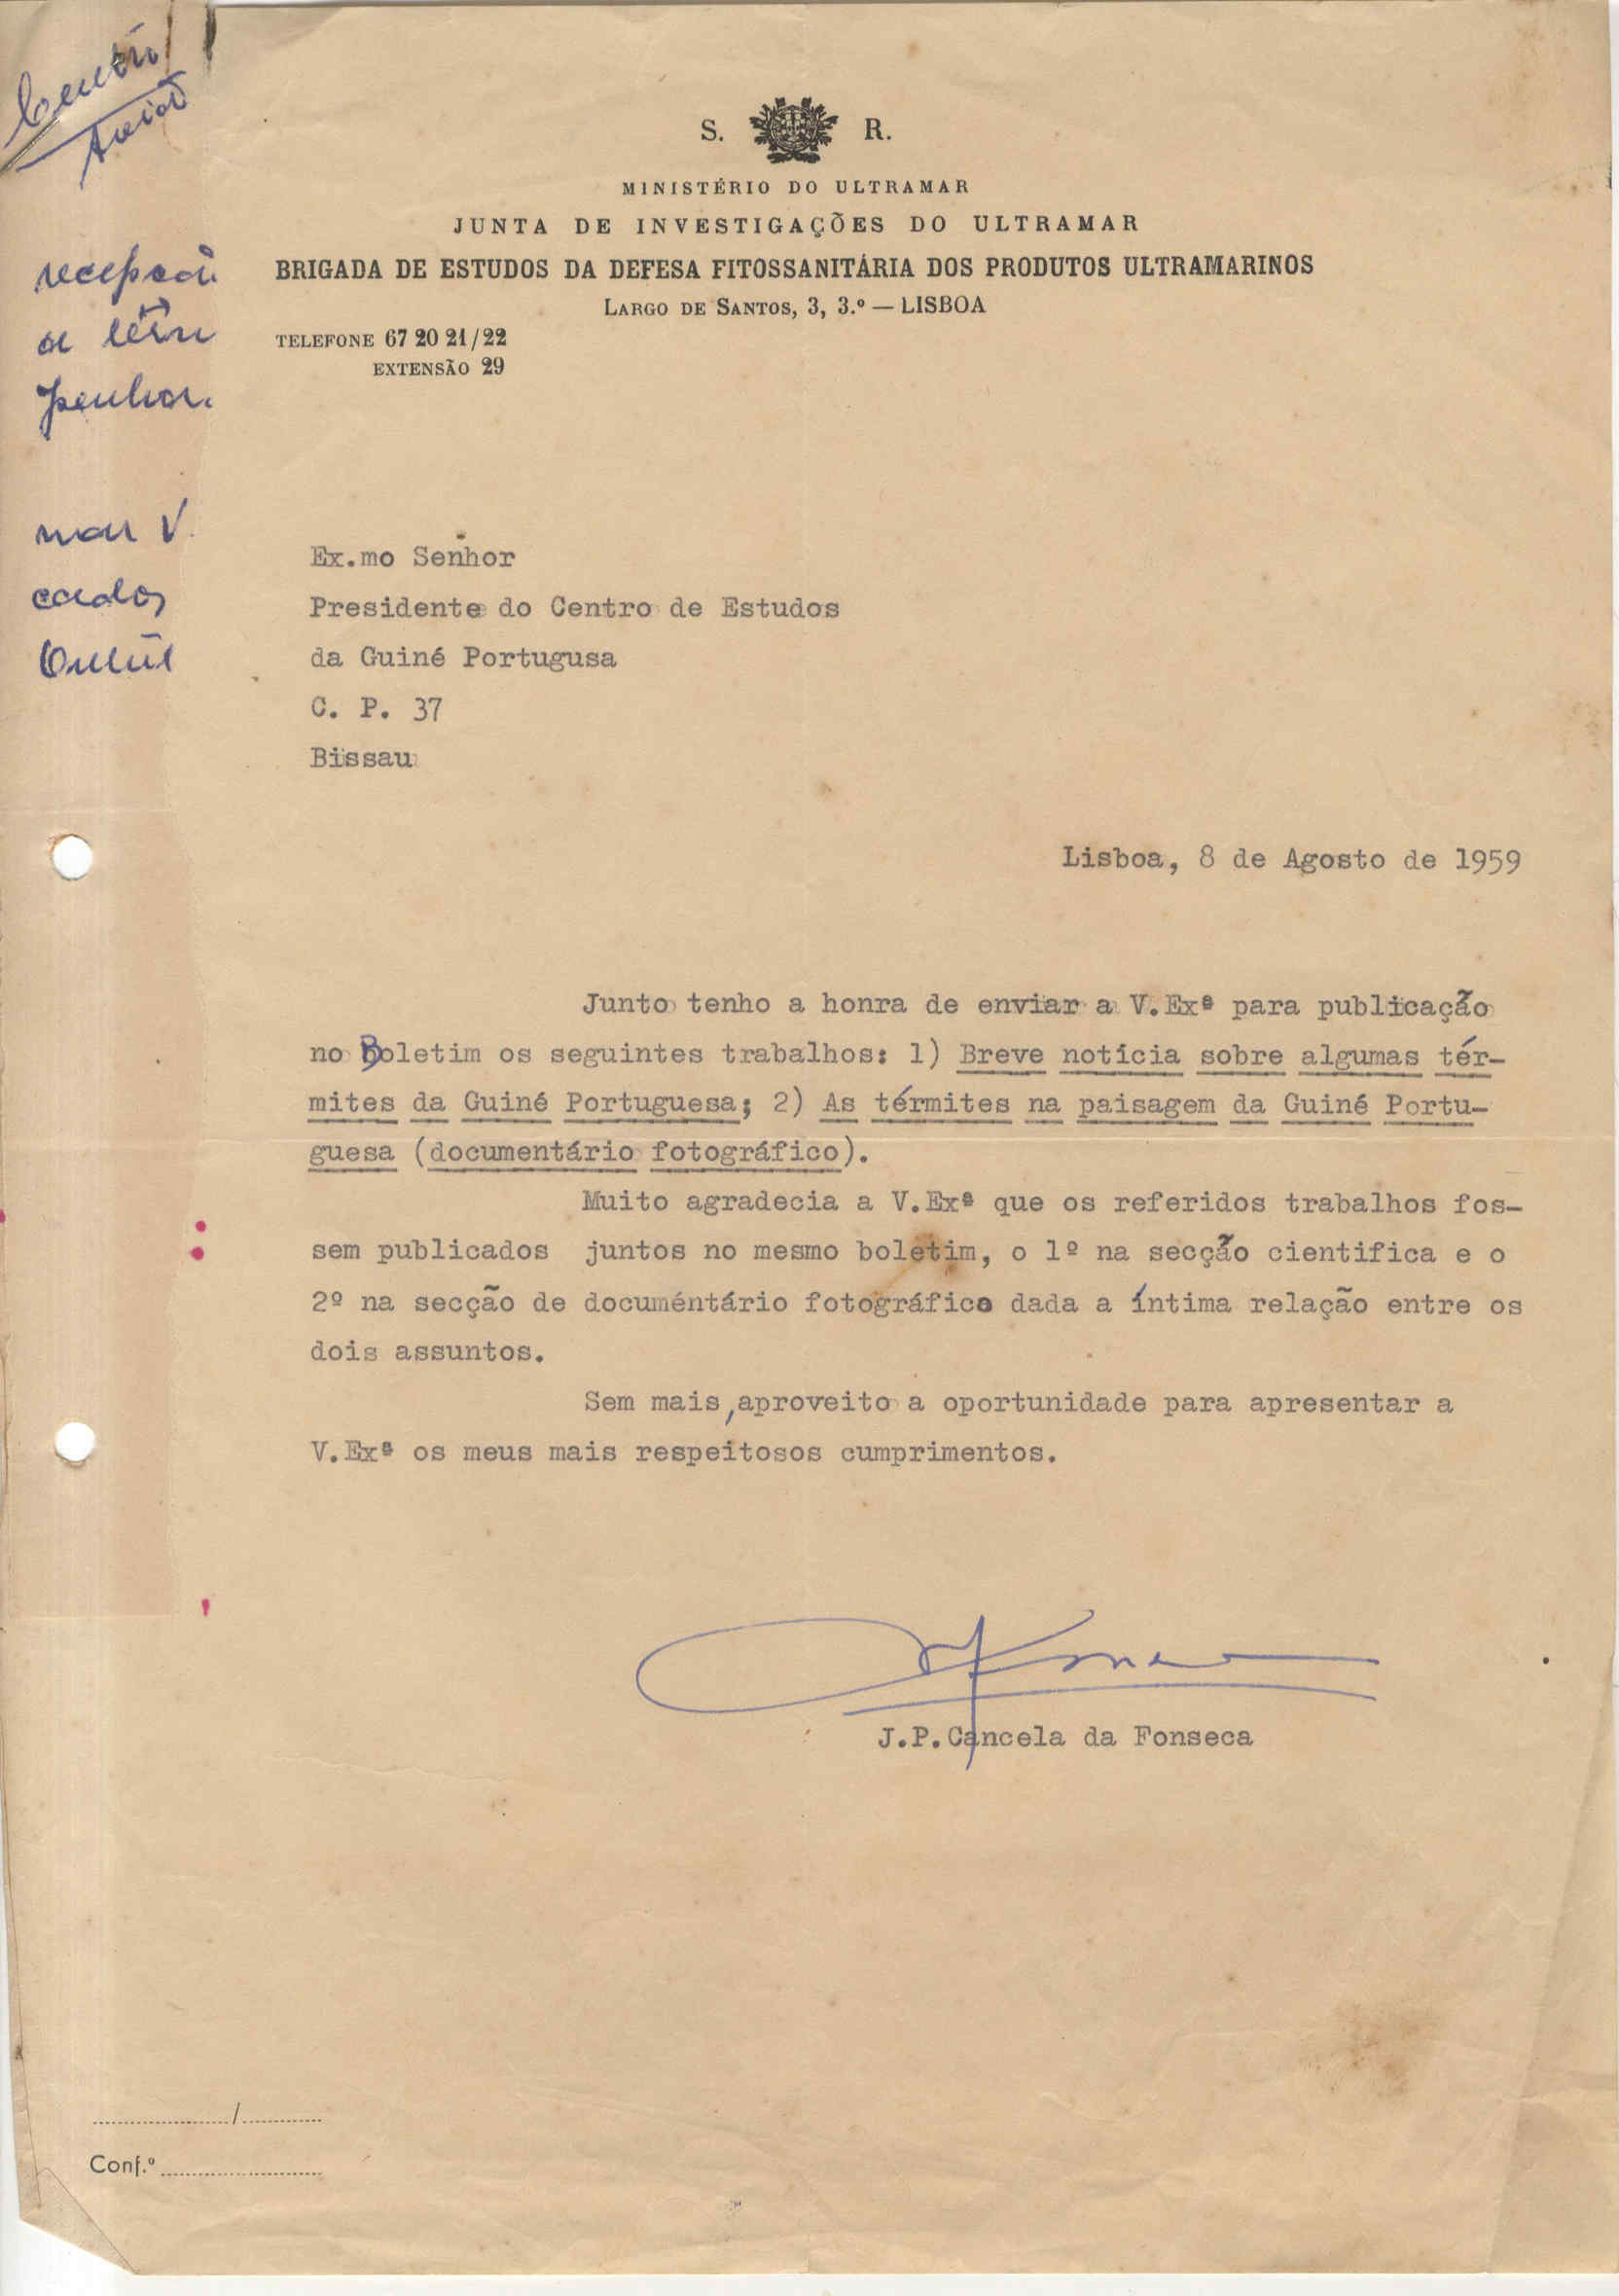 S. R.
MINISTÉRIO DO ULTRAMAR
JUNTA DE INVESTIGAÇÕES DO ULTRAMAR
BRIGADA DE ESTUDOS DA DEFESA FITOSSANITÁRIA DOS PRODUTOS ULTRAMARINOS
LARGO DE SANTOS, 3, 3.º — LISBOA
TELEFONE 67 20 21/22
EXTENSÃO 29
Ex.mo Senhor
Presidente do Centro de Estudos
da Guiné Portugusa
C. P. 37
Bissau
Lisboa, 8 de Agosto de 1959
Junto tenho a honra de enviar a V.Exª para publicação
no Boletim os seguintes trabalhos: 1) Breve notícia sobre algumas tér-
mites da Guiné Portuguesa; 2) As térmites na paisagem da Guiné Portu-
guesa (documentário fotográfico).
Muito agradecia a V.Exª que os referidos trabalhos fos-
sem publicados juntos no mesmo boletim, o 1º na secção cientifica e o
2º na secção de documéntário fotográfico dada a íntima relação entre os
dois assuntos.
Sem mais, aproveito a oportunidade para apresentar a
V.Exª os meus mais respeitosos cumprimentos.
J.P.Cancela da Fonseca
/
Conf.º